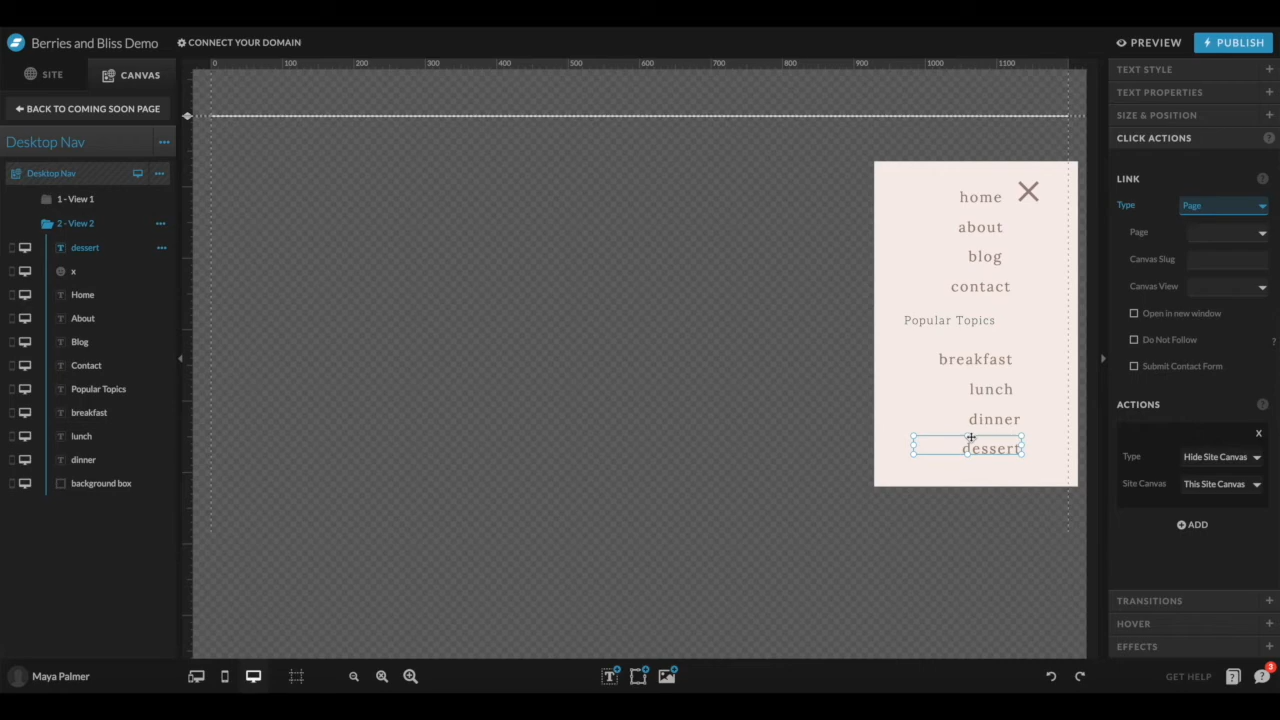 Berries and Bliss Demo
CONNECT YOUR DOMAIN
PREVIEW
PUBLISH
SITE
CANVAS
BACK TO COMING SOON PAGE
Desktop Nav
Desktop Nav
1 - View 1
2 - View 2
dessert
x
Home
About
Blog
Contact
Popular Topics
breakfast
lunch
dinner
background box
0
100
200
300
400
500
600
700
800
900
1000
1100
home
about
blog
contact
Popular Topics
breakfast
lunch
dinner
dessert
TEXT STYLE
TEXT PROPERTIES
SIZE & POSITION
CLICK ACTIONS
?
LINK
?
Type
Page
Page
Canvas Slug
Canvas View
Open in new window
Do Not Follow
?
Submit Contact Form
ACTIONS
?
X
Type
Hide Site Canvas
Site Canvas
This Site Canvas
ADD
TRANSITIONS
HOVER
EFFECTS
Maya Palmer
T
GET HELP
?
?
3